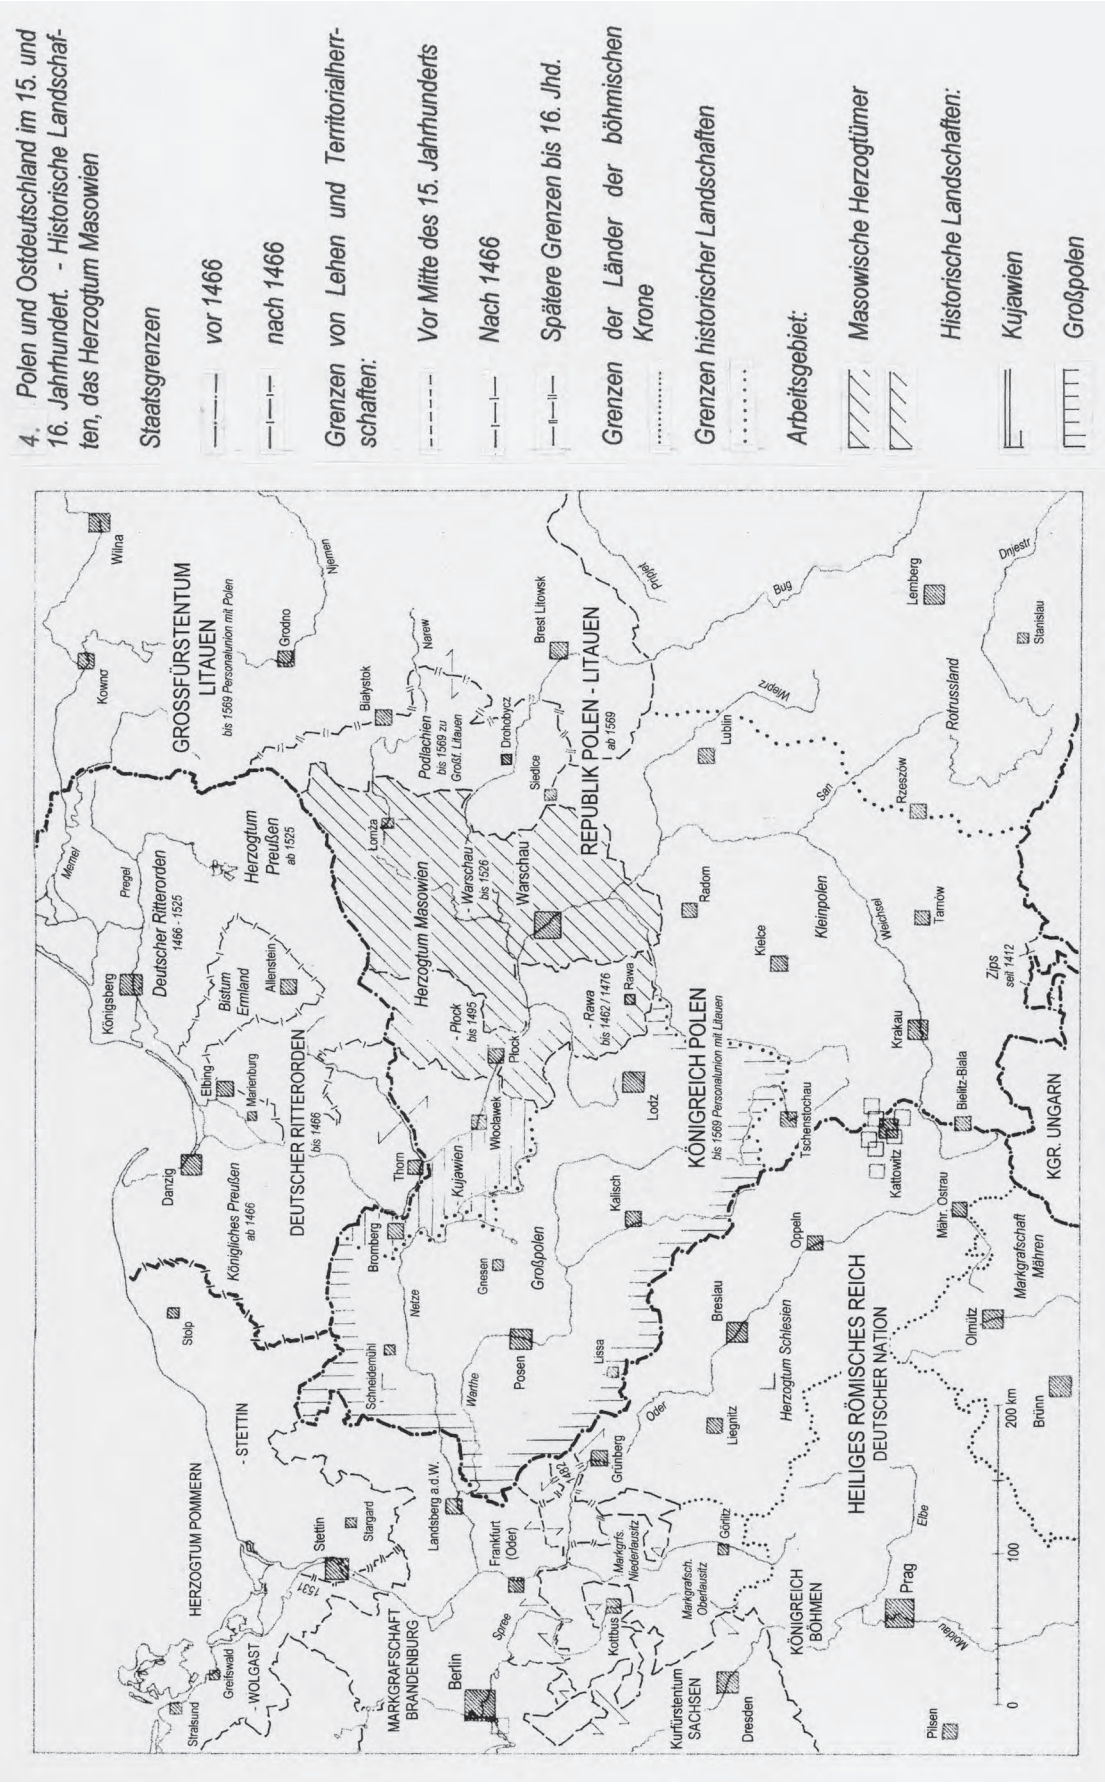 4. Polen und Ostdeutschland im 15. und
16. Jahrhundert. - Historische Landschaf-
ten, das Herzogtum Masowien
Staatsgrenzen
vor 1466
nach 1466
Grenzen von Lehen und Territorialherr-
schaften:
Vor Mitte des 15. Jahrhunderts
Nach 1466
Spätere Grenzen bis 16. Jhd.
Grenzen der Länder der böhmischen
Krone
Grenzen historischer Landschaften
Arbeitsgebiet:
Masowische Herzogtümer
Historische Landschaften:
Kujawien
Großpolen
Wilna
Kowno
GROSSFÜRSTENTUM
LITAUEN
bis 1569 Personalunion mit Polen
Grodno
Njemen
Memel
Pregel
Königsberg
Deutscher Ritterorden
1466 - 1525
Herzogtum
Preußen
ab 1525
Bistum
Ermland
Allenstein
Elbing
Marienburg
DEUTSCHER RITTERORDEN
bis 1466
Danzig
Königliches Preußen
ab 1466
Stolp
HERZOGTUM POMMERN
- STETTIN
Stettin
1531
Stargard
Stralsund
Greifswald
- WOLGAST
MARKGRAFSCHAFT
BRANDENBURG
Berlin
Spree
Landsberg a.d.W.
Frankfurt
(Oder)
Schneidemühl
Netze
Bromberg
Thorn
Kujawien
Włocławek
Gnesen
Großpolen
Warthe
Posen
Lissa
Kalisch
Białystok
Narew
Podlachien
bis 1569 zu
Großf. Litauen
Drohobycz
Siedlce
Brest Litowsk
Pripjet
Bug
REPUBLIK POLEN - LITAUEN
ab 1569
Lomża
Herzogtum Masowien
- Warschau
bis 1526
Warschau
- Plock
bis 1495
Plock
- Rawa
bis 1462 / 1476
Rawa
Lodz
KÖNIGREICH POLEN
bis 1569 Personalunion mit Litauen
Radom
Kielce
Kleinpolen
Weichsel
Tarnów
Lublin
Wieprz
San
Rzeszów
Rotrussland
Lemberg
Stanislau
Dnjestr
Zips
seit 1412
Krakau
Bielitz-Biala
KGR. UNGARN
Tschenstochau
Kattowitz
Mähr. Ostrau
Oppeln
Markgrafschaft
Mähren
Olmütz
Brünn
Breslau
Herzogtum Schlesien
Liegnitz
Oder
Grünberg
1482
HEILIGES RÖMISCHES REICH
DEUTSCHER NATION
Markgrfs.
Niederlausitz
Görlitz
Markgrafsch.
Oberlausitz
Kottbus
Kurfürstentum
SACHSEN
Dresden
KÖNIGREICH
BÖHMEN
Elbe
Prag
Moldau
Pilsen
0
100
200 km